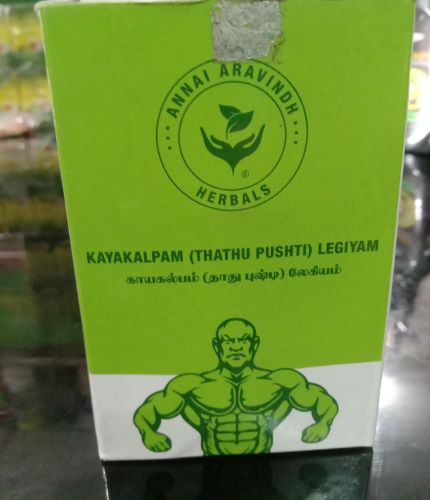 ANNAI ARAVINDH
HERBALS
®
KAYAKALPAM (THATHU PUSHTI) LEGIYAM
காயகல்பம் (தாது புஷ்டி) லேகியம்